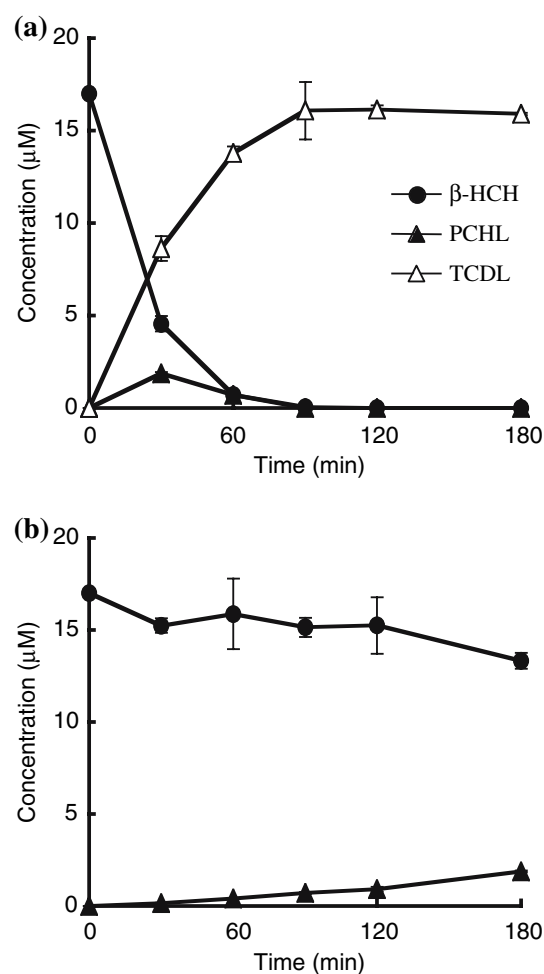 (a)
20
15
10
5
0
Concentration (μM)
β-HCH
PCHL
TCDL
0 60 120 180
Time (min)
(b)
20
15
10
5
0
Concentration (μM)
0 60 120 180
Time (min)